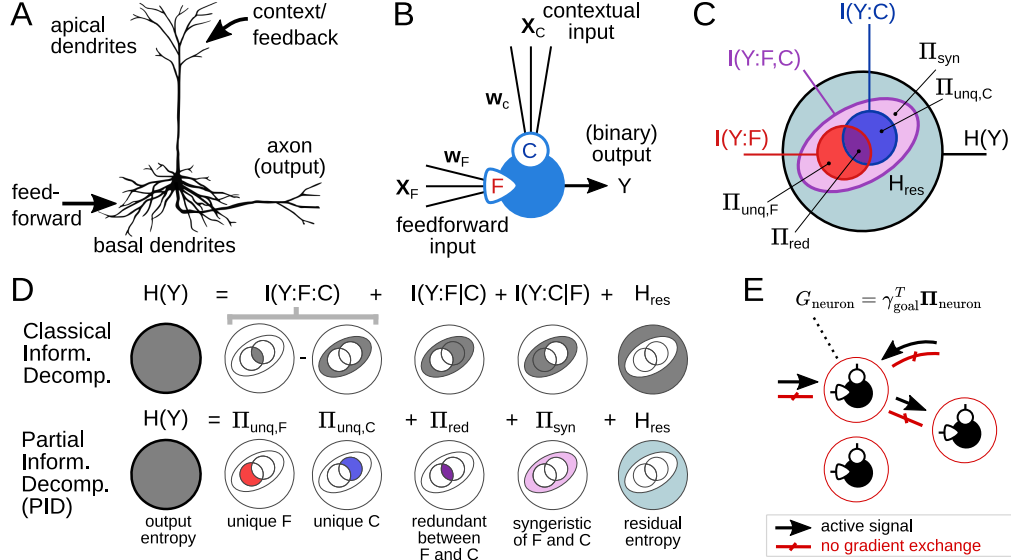 A
apical
dendrites
context/
feedback
axon
(output)
feed-
forward
basal dendrites
B
contextual
input
X_C
w_c
C
(binary)
output
w_F
X_F
F
Y
feedforward
input
C
I(Y:C)
I(Y:F,C)
Π_syn
Π_unq,C
I(Y:F)
H(Y)
H_res
Π_unq,F
Π_red
D
H(Y) = I(Y:F:C) + I(Y:F|C) + I(Y:C|F) + H_res
Classical
Inform.
Decomp.
-
H(Y) = Π_unq,F Π_unq,C + Π_red + Π_syn + H_res
Partial
Inform.
Decomp.
(PID)
output
entropy
unique F
unique C
redundant
between
F and C
syngeristic
of F and C
residual
entropy
E
G_neuron = γ^T_goal Π_neuron
active signal
no gradient exchange